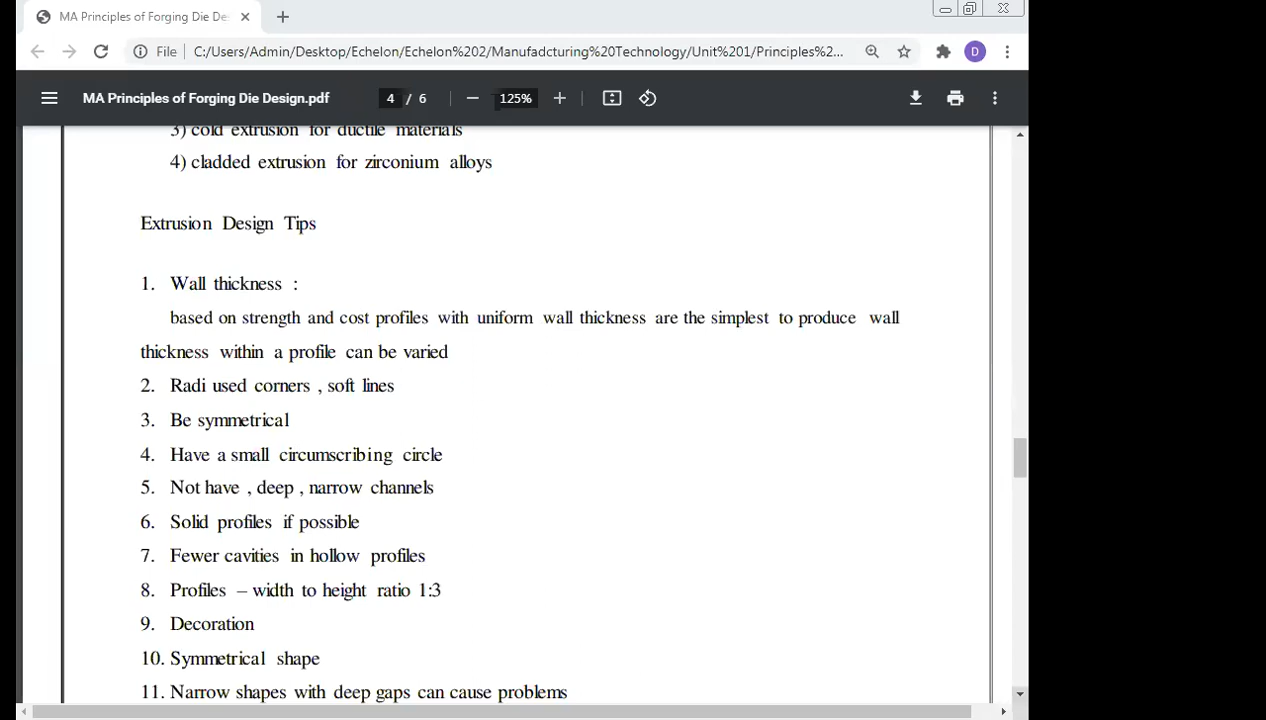 MA Principles of Forging Die De
File C:/Users/Admin/Desktop/Echelon/Echelon%202/Manufadcturing%20Technology/Unit%201/Principles%2... D
MA Principles of Forging Die Design.pdf 4 / 6 125%
3) cold extrusion for ductile materials
4) cladded extrusion for zirconium alloys
Extrusion Design Tips
1. Wall thickness :
based on strength and cost profiles with uniform wall thickness are the simplest to produce wall
thickness within a profile can be varied
2. Radi used corners , soft lines
3. Be symmetrical
4. Have a small circumscribing circle
5. Not have , deep , narrow channels
6. Solid profiles if possible
7. Fewer cavities in hollow profiles
8. Profiles – width to height ratio 1:3
9. Decoration
10. Symmetrical shape
11. Narrow shapes with deep gaps can cause problems